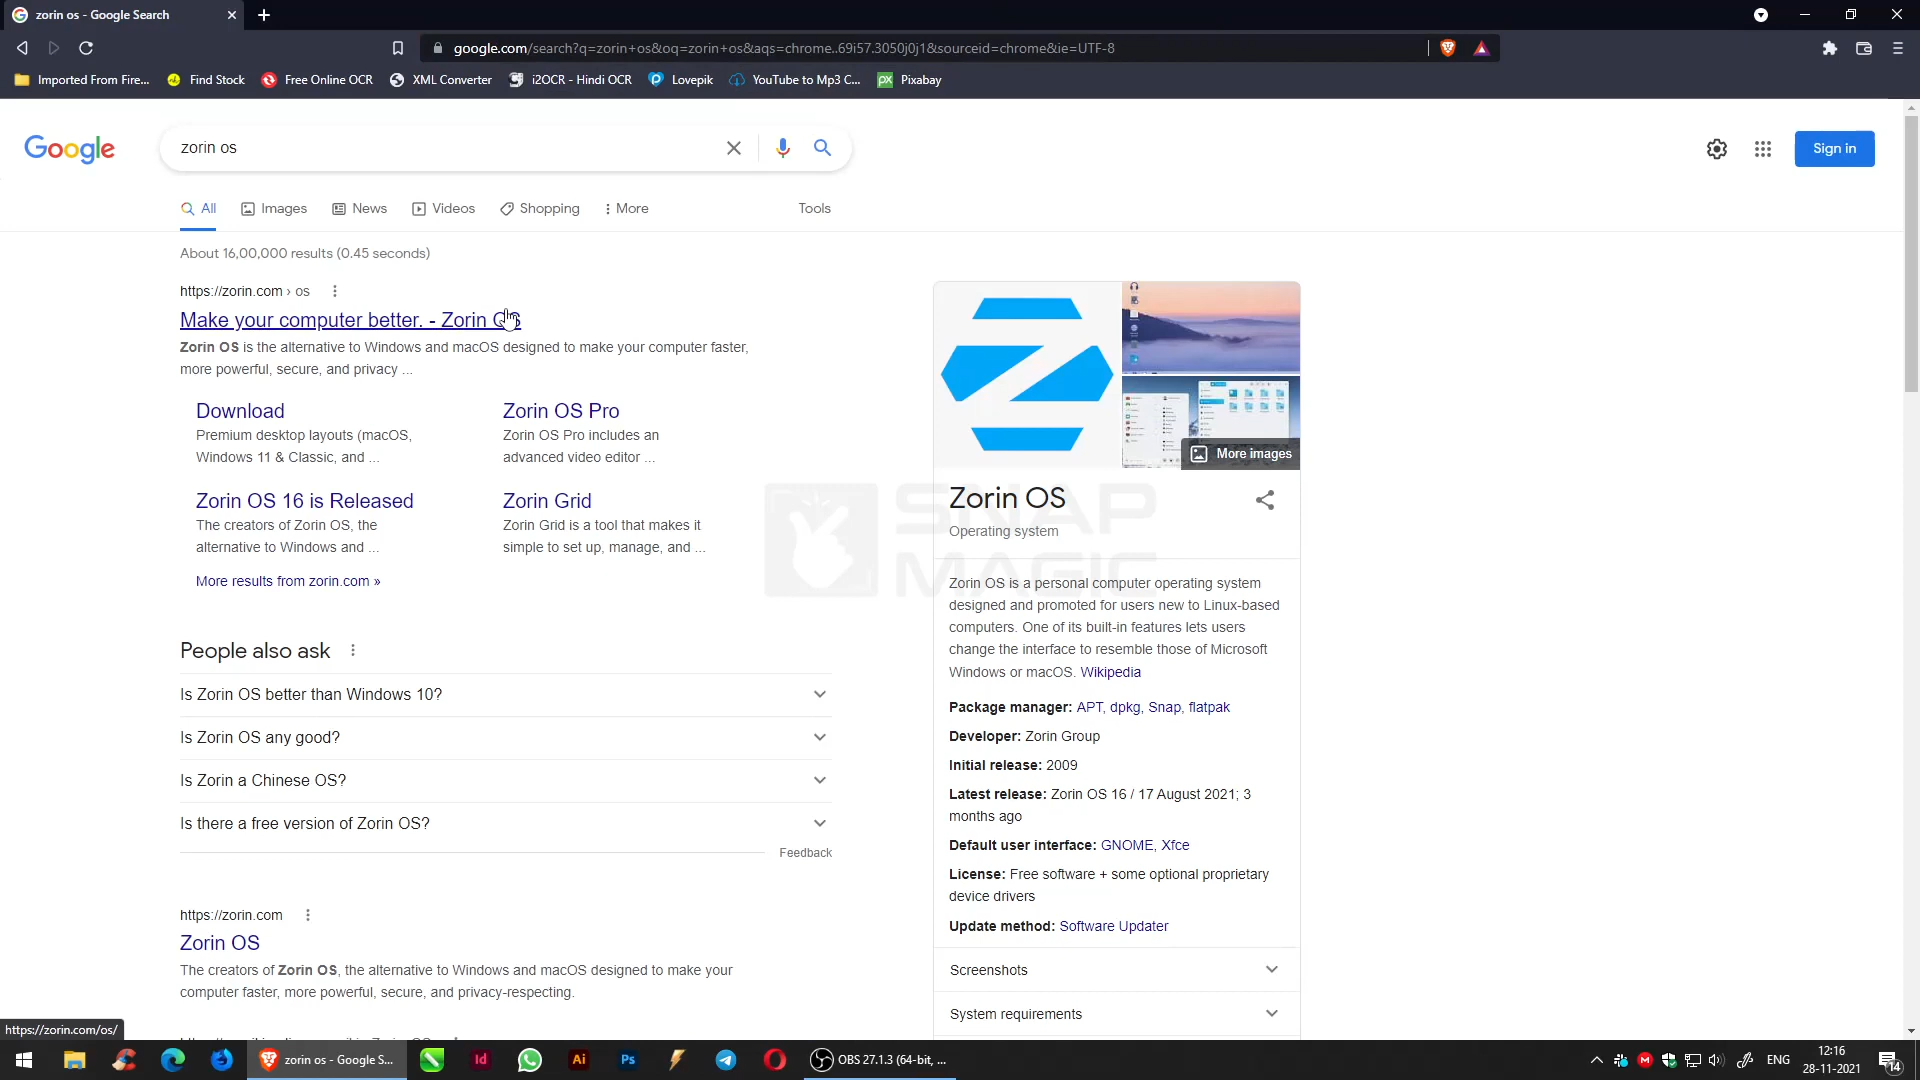 zorin os - Google Search
google.com/search?q=zorin+os&oq=zorin+os&aqs=chrome..69i57.3050j0j1&sourceid=chrome&ie=UTF-8
Imported From Fire... Find Stock Free Online OCR XML Converter i2OCR - Hindi OCR Lovepik YouTube to Mp3 C... px Pixabay
Google
zorin os
Sign in
All Images News Videos Shopping More Tools
About 16,00,000 results (0.45 seconds)
https://zorin.com › os
Make your computer better. - Zorin OS
Zorin OS is the alternative to Windows and macOS designed to make your computer faster,
more powerful, secure, and privacy ...
Download
Premium desktop layouts (macOS,
Windows 11 & Classic, and ...
Zorin OS Pro
Zorin OS Pro includes an
advanced video editor ...
Zorin OS 16 is Released
The creators of Zorin OS, the
alternative to Windows and ...
Zorin Grid
Zorin Grid is a tool that makes it
simple to set up, manage, and ...
More results from zorin.com »
People also ask
Is Zorin OS better than Windows 10?
Is Zorin OS any good?
Is Zorin a Chinese OS?
Is there a free version of Zorin OS?
Feedback
https://zorin.com
Zorin OS
The creators of Zorin OS, the alternative to Windows and macOS designed to make your
computer faster, more powerful, secure, and privacy-respecting.
More images
Zorin OS
Operating system
SNAP
MAGIC
Zorin OS is a personal computer operating system
designed and promoted for users new to Linux-based
computers. One of its built-in features lets users
change the interface to resemble those of Microsoft
Windows or macOS. Wikipedia
Package manager: APT, dpkg, Snap, flatpak
Developer: Zorin Group
Initial release: 2009
Latest release: Zorin OS 16 / 17 August 2021; 3
months ago
Default user interface: GNOME, Xfce
License: Free software + some optional proprietary
device drivers
Update method: Software Updater
Screenshots
System requirements
https://zorin.com/os/
zorin os - Google S...
Id
Ai
Ps
OBS 27.1.3 (64-bit, ...
ENG
12:16
28-11-2021
14